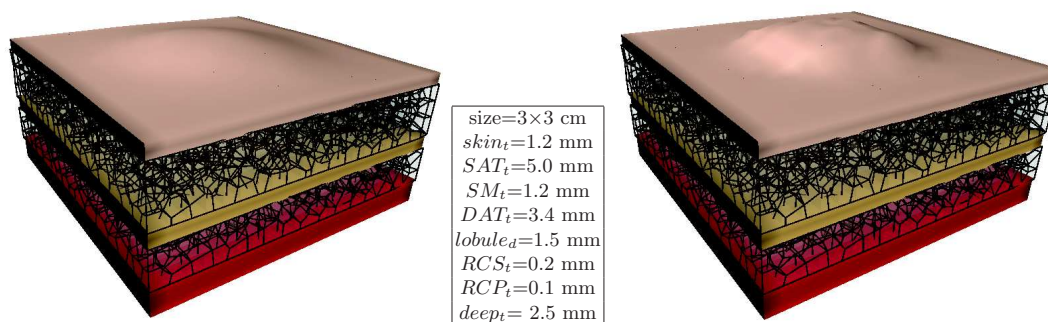 size=3×3 cm
skin_t=1.2 mm
SAT_t=5.0 mm
SM_t=1.2 mm
DAT_t=3.4 mm
lobule_d=1.5 mm
RCS_t=0.2 mm
RCP_t=0.1 mm
deep_t= 2.5 mm